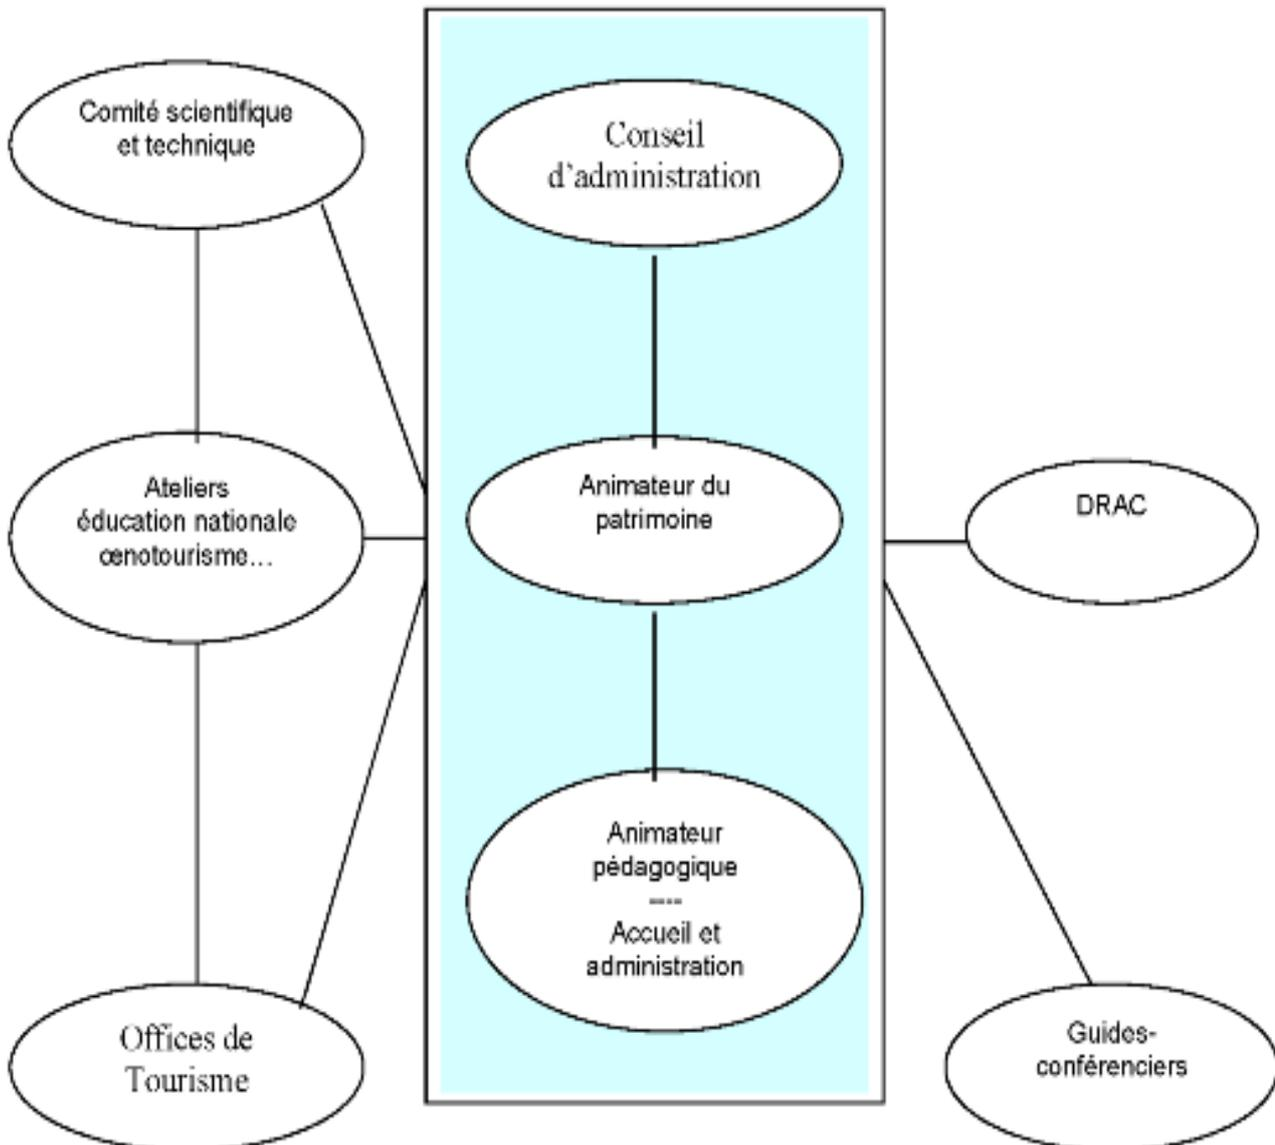 Comité scientifique
et technique
Conseil
d'administration
Ateliers
éducation nationale
œnotourisme...
Animateur du
patrimoine
DRAC
Animateur
pédagogique
----
Accueil et
administration
Offices de
Tourisme
Guides-
conférenciers